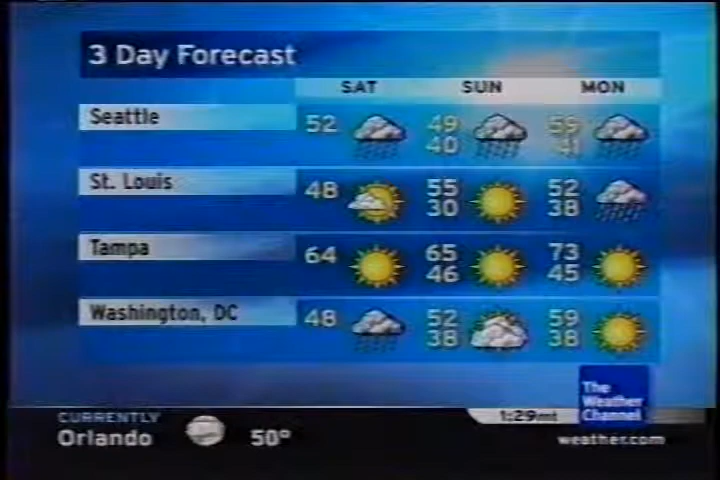 3 Day Forecast
SAT SUN MON
Seattle 52 49 40 59 41
St. Louis 48 55 30 52 38
Tampa 64 65 46 73 45
Washington, DC 48 52 38 59 38
The
Weather
Channel
CURRENTLY
1:29mt
Orlando 50°
weather.com